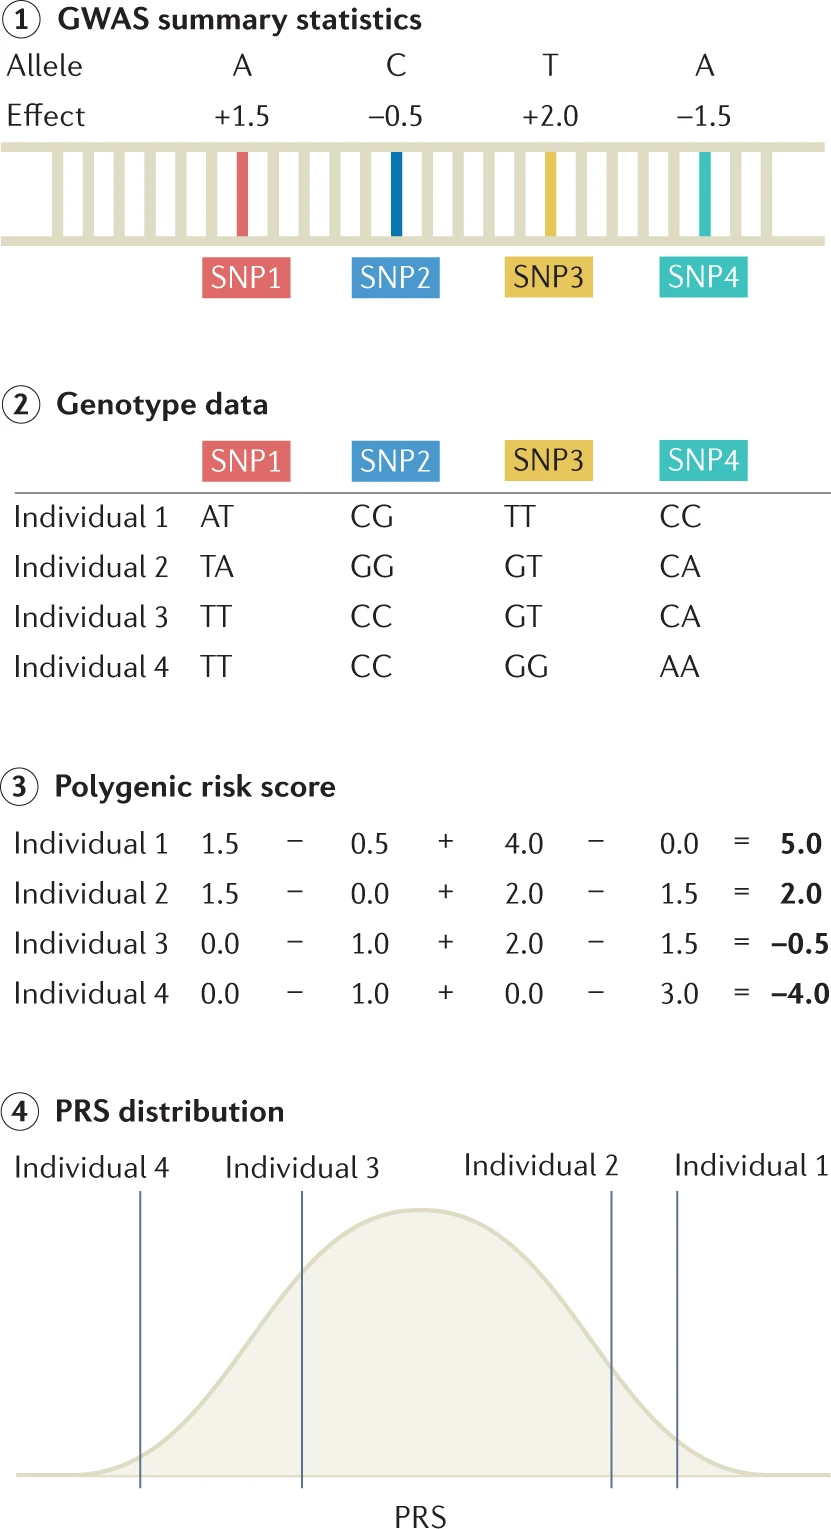 1 GWAS summary statistics
Allele A C T A
Effect +1.5 –0.5 +2.0 –1.5
SNP1 SNP2 SNP3 SNP4
2 Genotype data
SNP1 SNP2 SNP3 SNP4
Individual 1 AT CG TT CC
Individual 2 TA GG GT CA
Individual 3 TT CC GT CA
Individual 4 TT CC GG AA
3 Polygenic risk score
Individual 1 1.5 – 0.5 + 4.0 – 0.0 = 5.0
Individual 2 1.5 – 0.0 + 2.0 – 1.5 = 2.0
Individual 3 0.0 – 1.0 + 2.0 – 1.5 = –0.5
Individual 4 0.0 – 1.0 + 0.0 – 3.0 = –4.0
4 PRS distribution
Individual 4 Individual 3 Individual 2 Individual 1
PRS